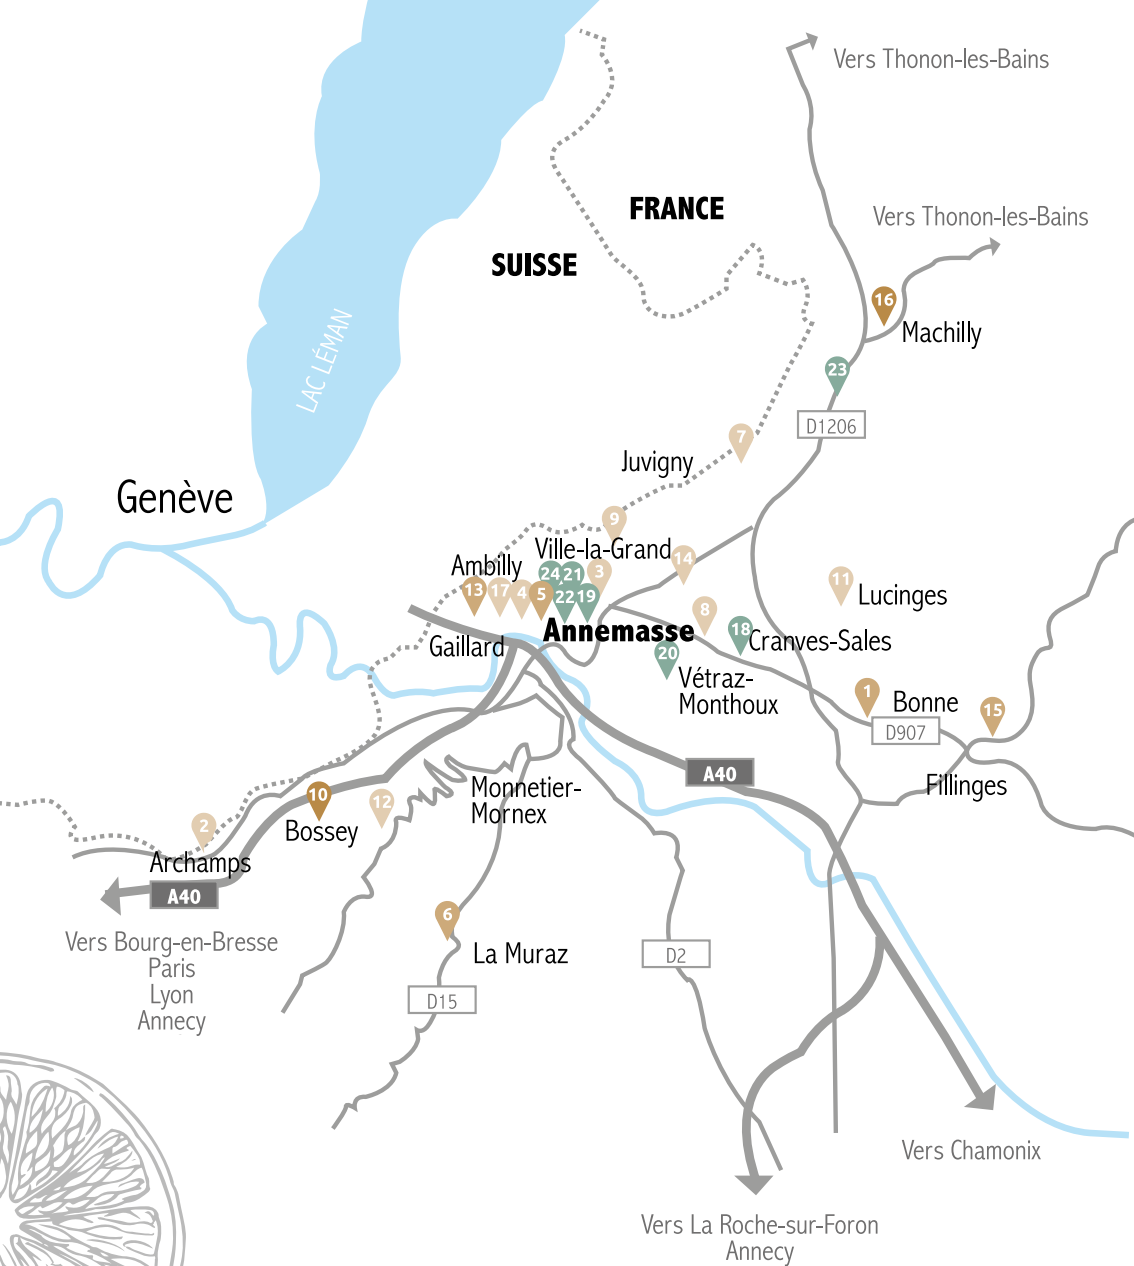 Vers Thonon-les-Bains
FRANCE
Vers Thonon-les-Bains
SUISSE
16
Machilly
LAC LÉMAN
23
D1206
7
Juvigny
Genève
9
Ville-la-Grand
Ambilly
14
24
21
3
11
Lucinges
13
17
4
5
22
19
8
Annemasse
18
Cranves-Sales
Gaillard
20
Vétraz-
Monthoux
1
Bonne
15
D907
A40
Fillinges
Monnetier-
Mornex
10
12
Bossey
2
Archamps
A40
6
La Muraz
Vers Bourg-en-Bresse
Paris
Lyon
Annecy
D2
D15
Vers Chamonix
Vers La Roche-sur-Foron
Annecy